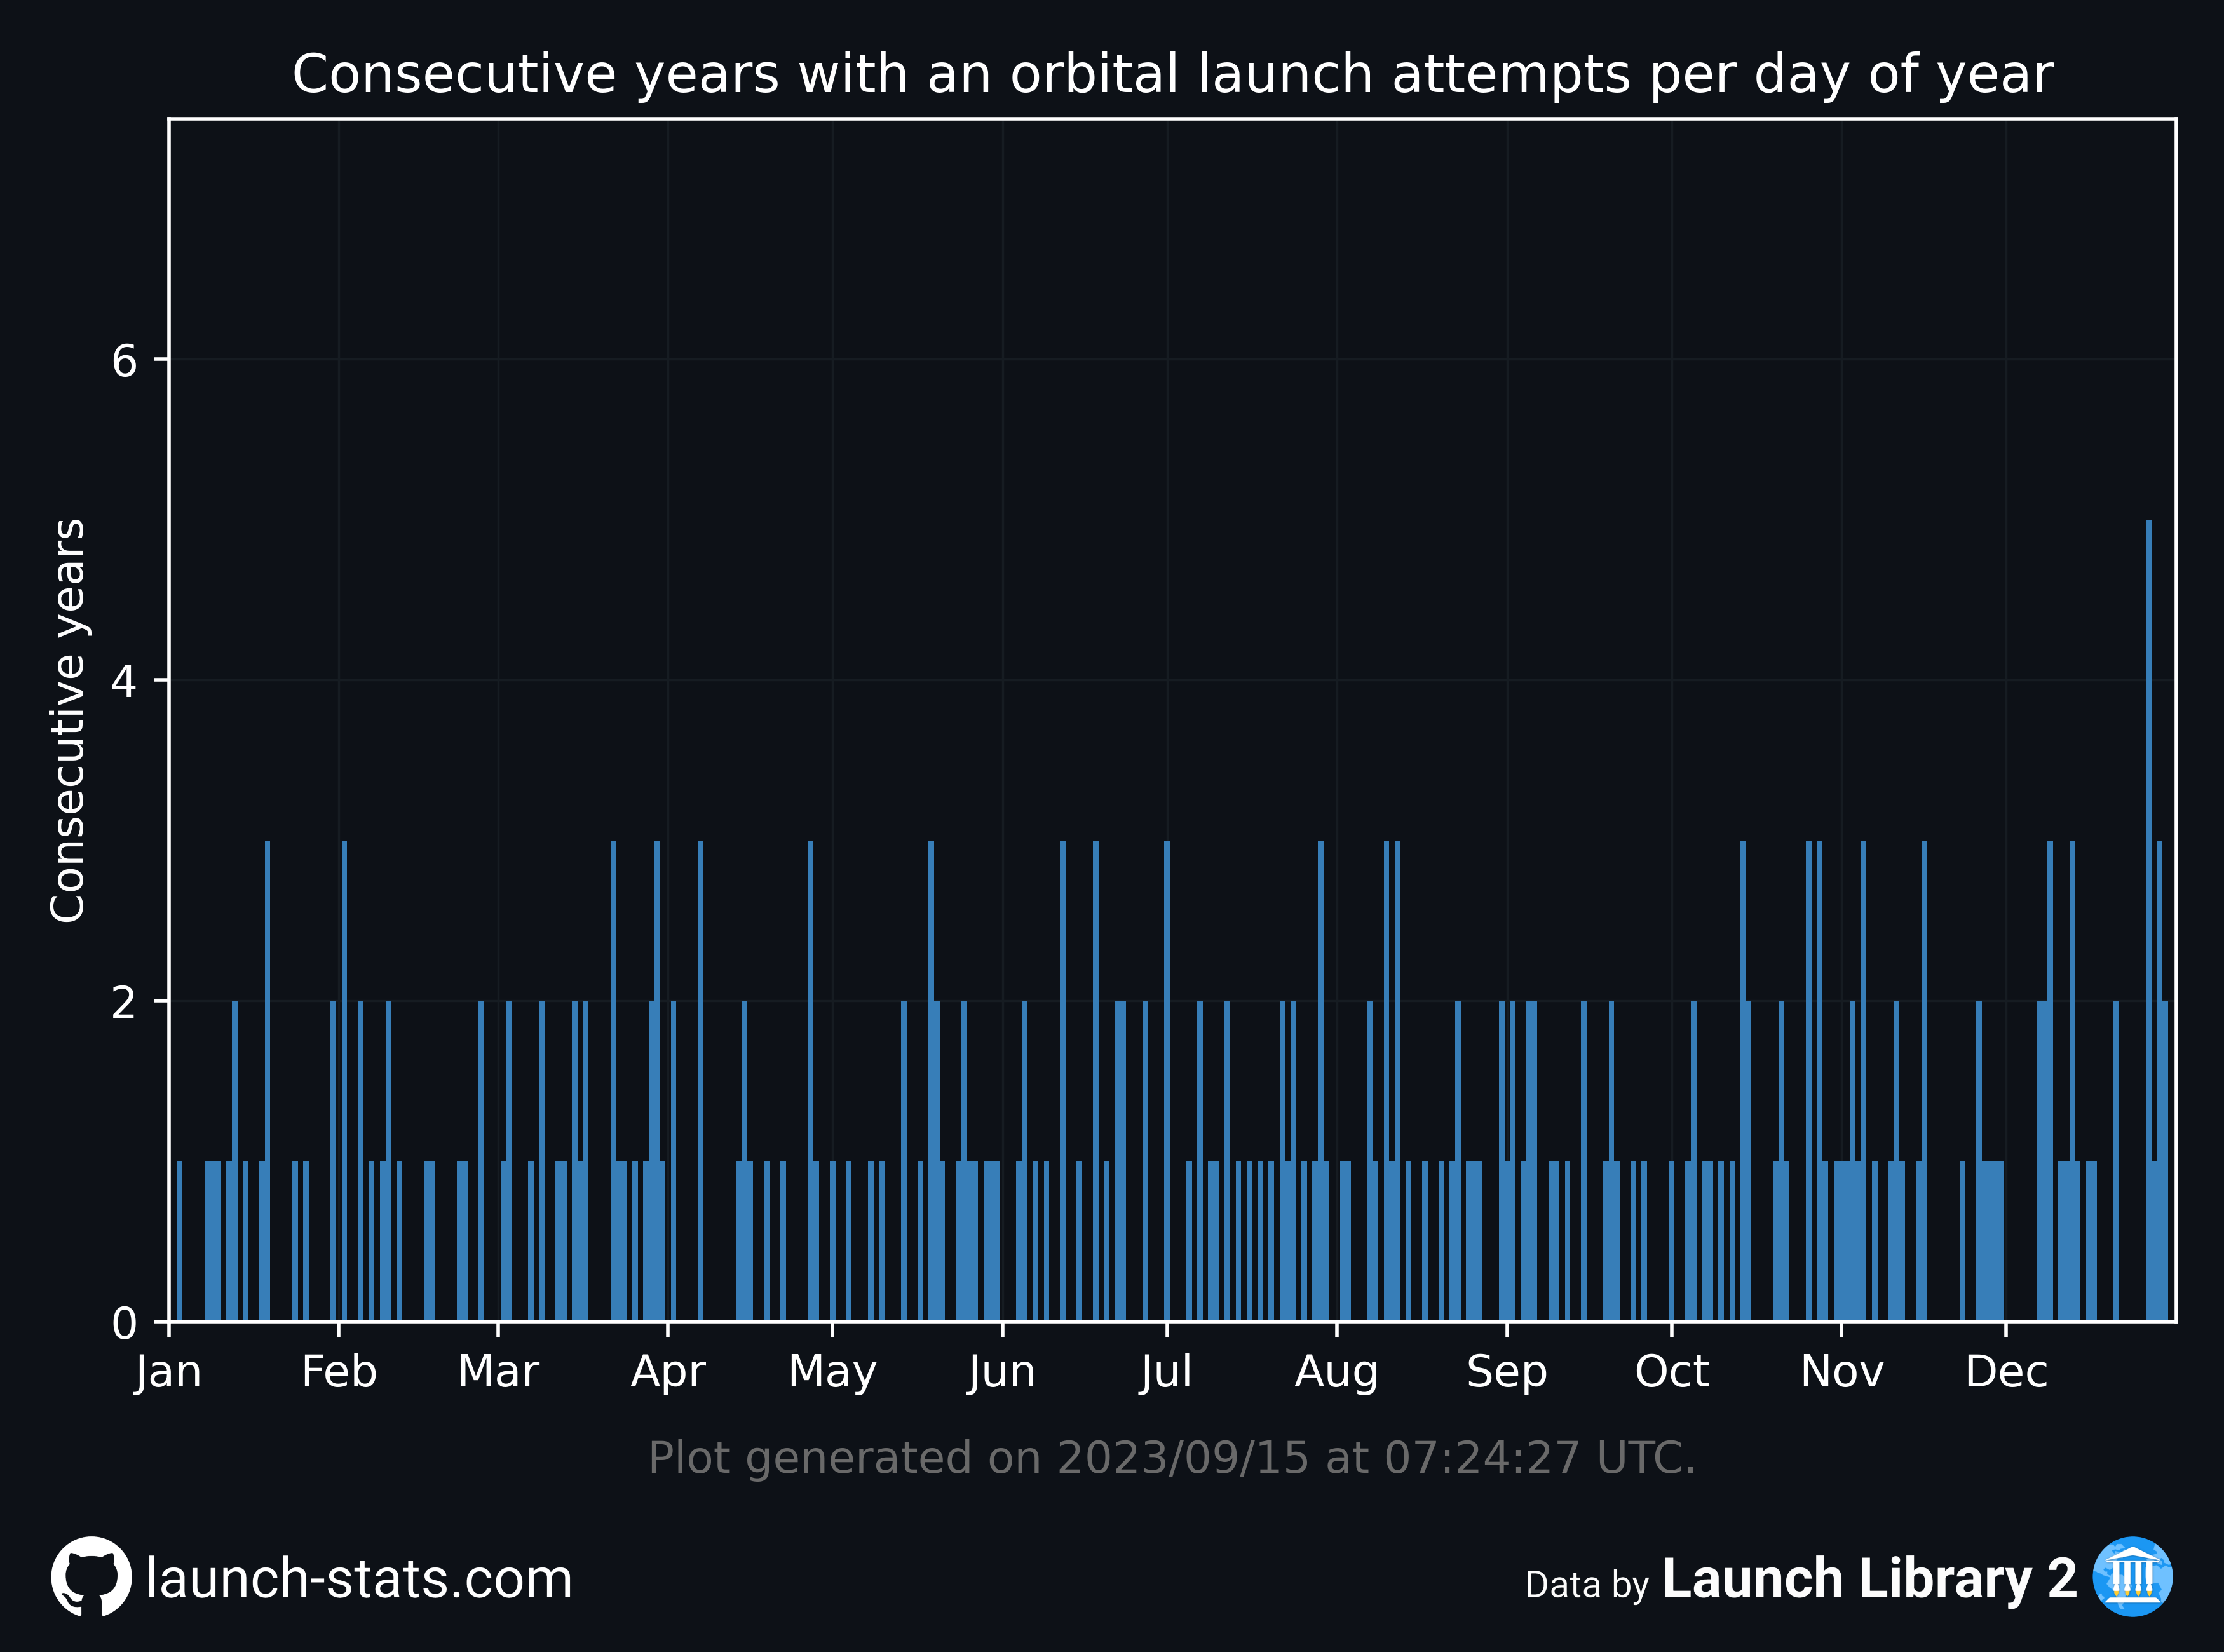 Consecutive years with an orbital launch attempts per day of year
Consecutive years
6
4
2
0
Jan Feb Mar Apr May Jun Jul Aug Sep Oct Nov Dec
Plot generated on 2023/09/15 at 07:24:27 UTC.
launch-stats.com
Data by Launch Library 2